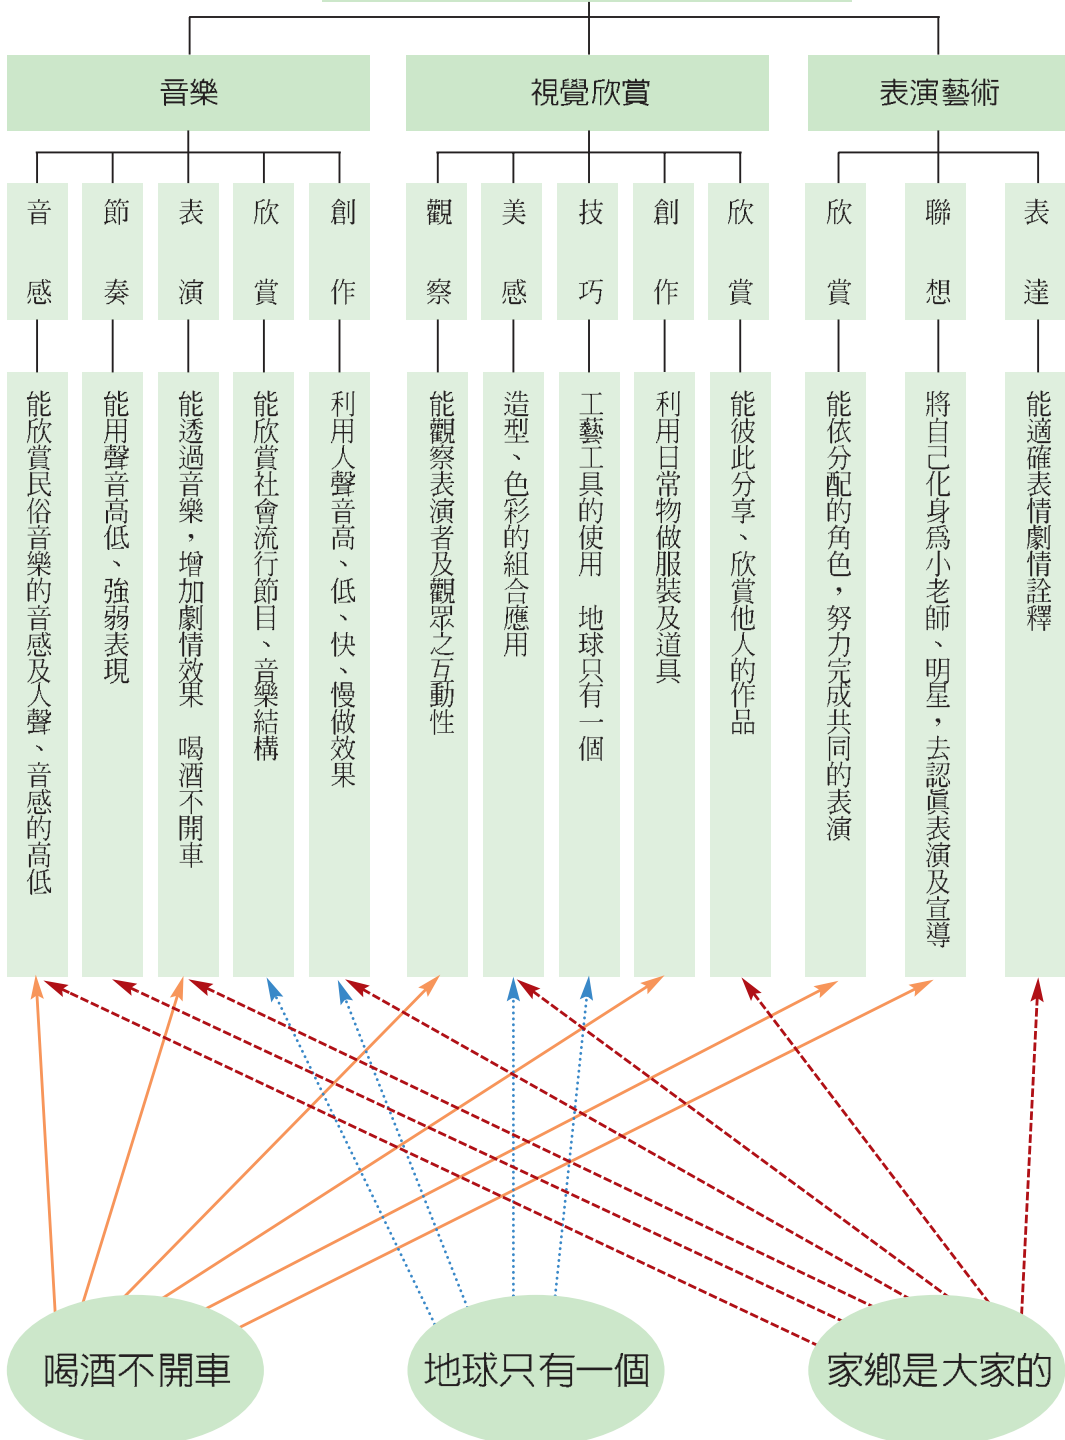 音樂
視覺欣賞
表演藝術
音感
節奏
表演
欣賞
創作
觀察
美感
技巧
創作
欣賞
欣賞
聯想
表達
能欣賞民俗音樂的音感及人聲、音感的高低
能用聲音高低、強弱表現
能透過音樂，增加劇情效果　喝酒不開車
能欣賞社會流行節目、音樂結構
利用人聲音高、低、快、慢做效果
能觀察表演者及觀眾之互動性
造型、色彩的組合應用
工藝工具的使用　地球只有一個
利用日常物做服裝及道具
能彼此分享、欣賞他人的作品
能依分配的角色，努力完成共同的表演
將自己化身爲小老師、明星，去認眞表演及宣導
能適確表情劇情詮釋
喝酒不開車
地球只有一個
家鄉是大家的